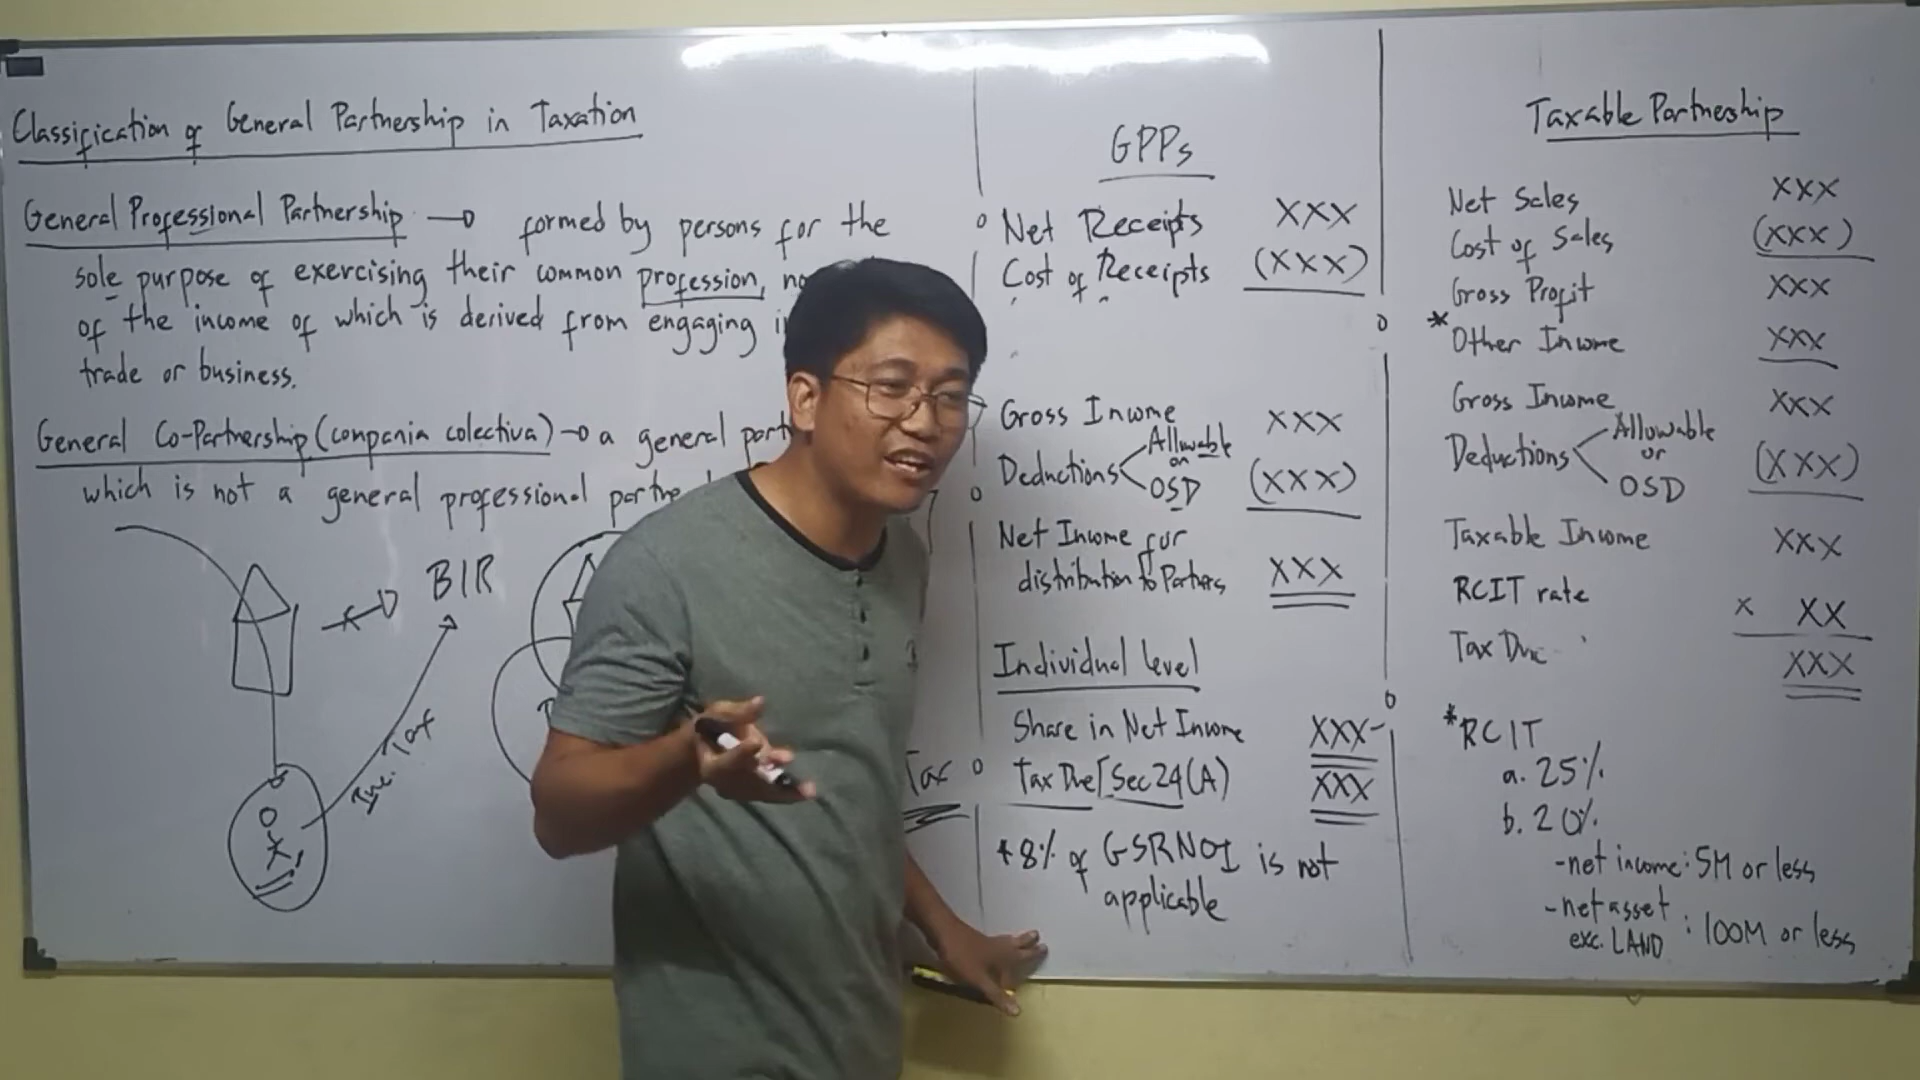 Classification of General Partnership in Taxation
General Professional Partnership → formed by persons for the
sole purpose of exercising their common profession, no
of the income of which is derived from engaging i
trade or business.
General Co-Partnership (compania colectiva) → a general part
which is not a general professional partne
BIR
Inc. Tax
Tax
GPPs
Net Receipts XXX
Cost of Receipts (XXX)
Gross Income XXX
Deductions < Allowable or OSD (XXX)
Net Income for
distribution to Partners XXX
Individual level
Share in Net Income XXX
Tax Due [Sec 24(A) XXX
* 8% of GSRNOI is not
applicable
Taxable Partnership
Net Sales XXX
Cost of Sales (XXX)
Gross Profit XXX
* Other Income XXX
Gross Income XXX
Deductions < Allowable or OSD (XXX)
Taxable Income XXX
RCIT rate x XX
Tax Due XXX
* RCIT
a. 25%
b. 20%
- net income: 5M or less
- net asset
exc. LAND : 100M or less